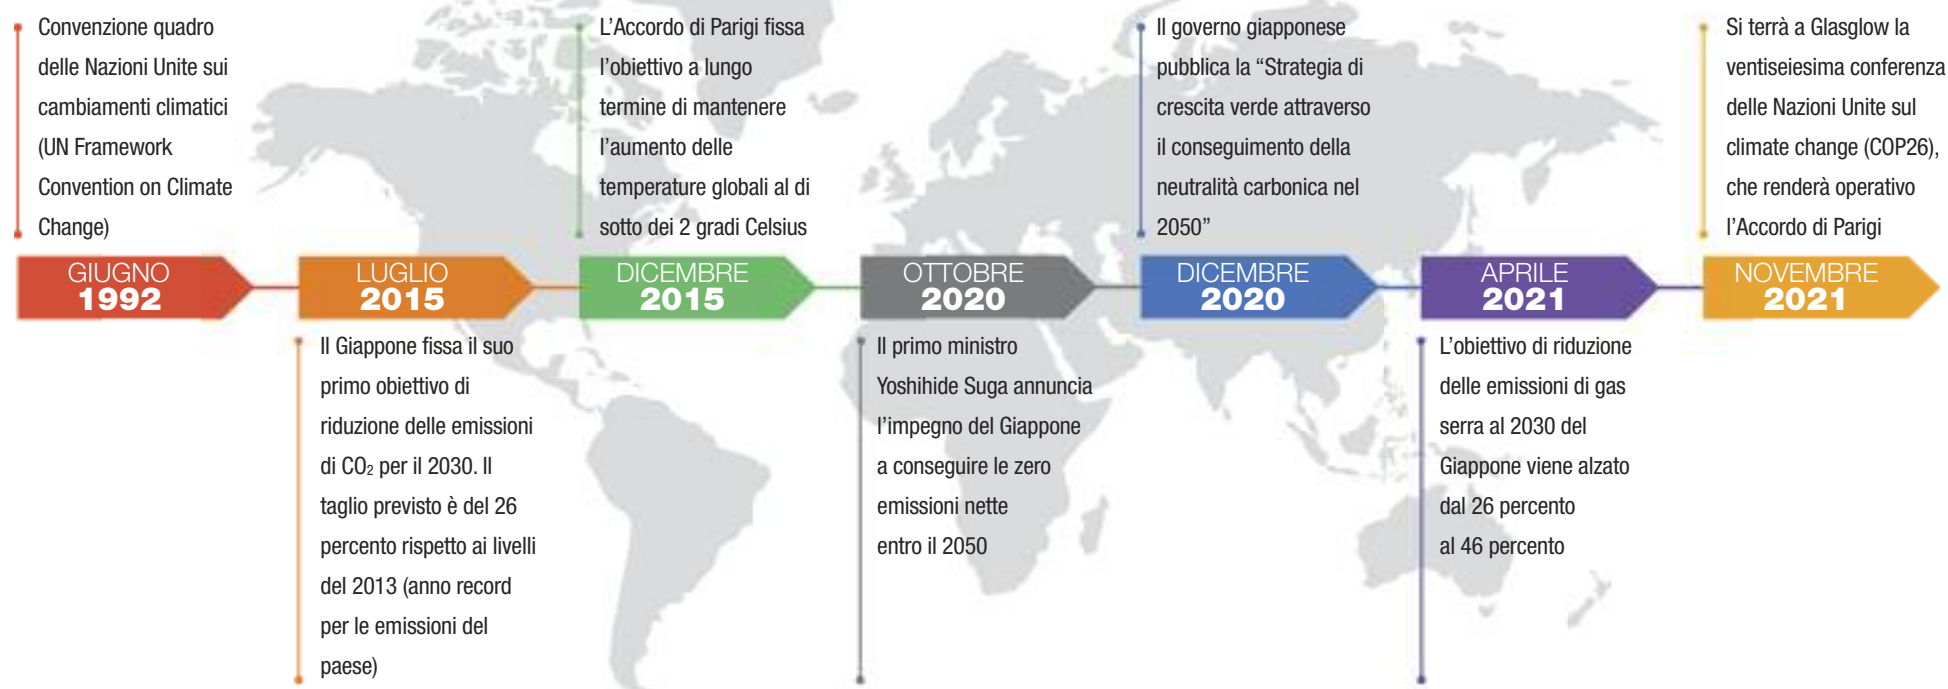 Convenzione quadro
delle Nazioni Unite sui
cambiamenti climatici
(UN Framework
Convention on Climate
Change)
GIUGNO
1992
LUGLIO
2015
Il Giappone fissa il suo
primo obiettivo di
riduzione delle emissioni
di CO₂ per il 2030. Il
taglio previsto è del 26
percento rispetto ai livelli
del 2013 (anno record
per le emissioni del
paese)
L’Accordo di Parigi fissa
l’obiettivo a lungo
termine di mantenere
l’aumento delle
temperature globali al di
sotto dei 2 gradi Celsius
DICEMBRE
2015
OTTOBRE
2020
Il primo ministro
Yoshihide Suga annuncia
l’impegno del Giappone
a conseguire le zero
emissioni nette
entro il 2050
Il governo giapponese
pubblica la “Strategia di
crescita verde attraverso
il conseguimento della
neutralità carbonica nel
2050”
DICEMBRE
2020
APRILE
2021
L’obiettivo di riduzione
delle emissioni di gas
serra al 2030 del
Giappone viene alzato
dal 26 percento
al 46 percento
Si terrà a Glasglow la
ventiseiesima conferenza
delle Nazioni Unite sul
climate change (COP26),
che renderà operativo
l’Accordo di Parigi
NOVEMBRE
2021